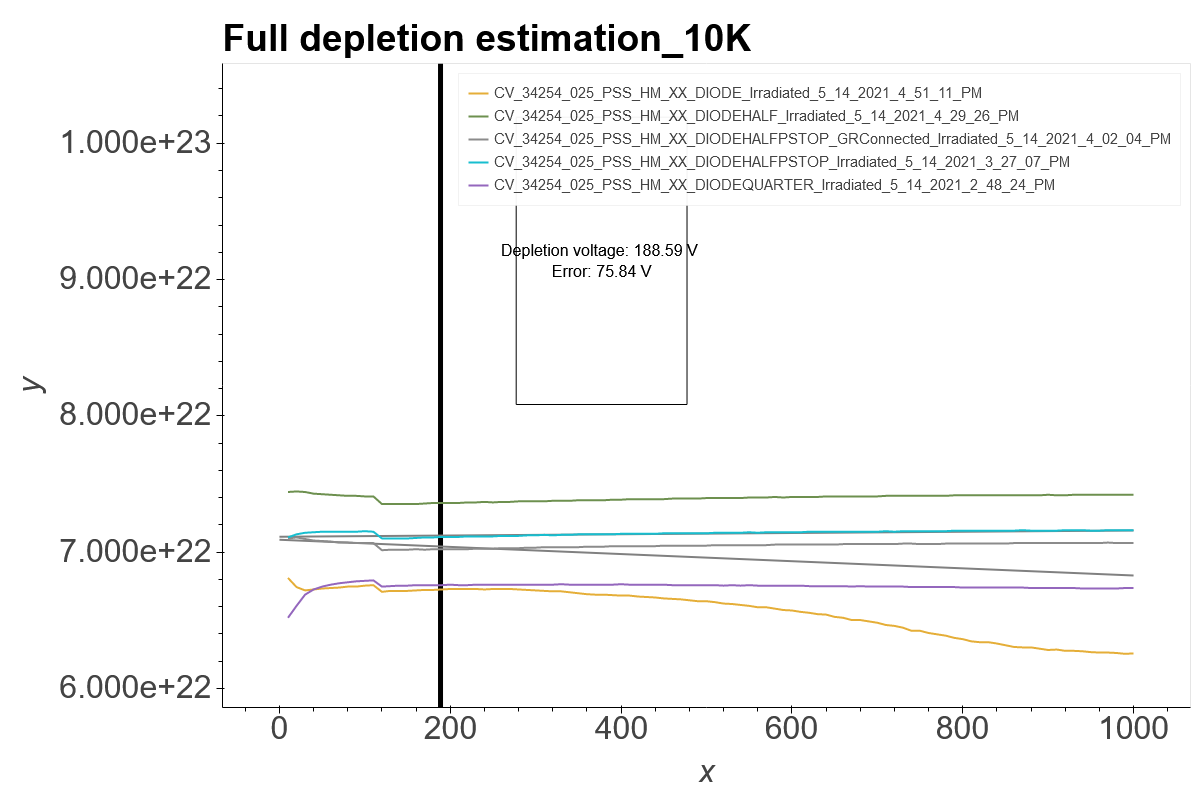 Full depletion estimation_10K
CV_34254_025_PSS_HM_XX_DIODE_Irradiated_5_14_2021_4_51_11_PM
CV_34254_025_PSS_HM_XX_DIODEHALF_Irradiated_5_14_2021_4_29_26_PM
CV_34254_025_PSS_HM_XX_DIODEHALFPSTOP_GRConnected_Irradiated_5_14_2021_4_02_04_PM
CV_34254_025_PSS_HM_XX_DIODEHALFPSTOP_Irradiated_5_14_2021_3_27_07_PM
CV_34254_025_PSS_HM_XX_DIODEQUARTER_Irradiated_5_14_2021_2_48_24_PM
Depletion voltage: 188.59 V
Error: 75.84 V
y
1.000e+23
9.000e+22
8.000e+22
7.000e+22
6.000e+22
0 200 400 600 800 1000
x